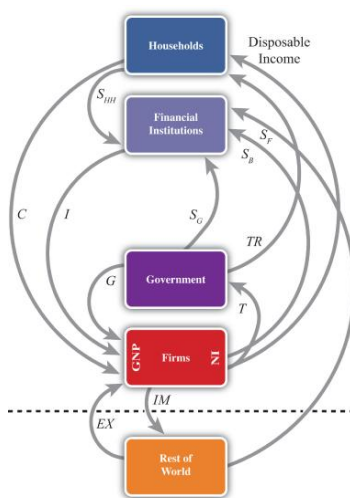 Households
Disposable
Income
S_HH
Financial
Institutions
S_F
S_B
C
I
S_G
TR
Government
G
T
GNP
Firms
NI
IM
EX
Rest of
World